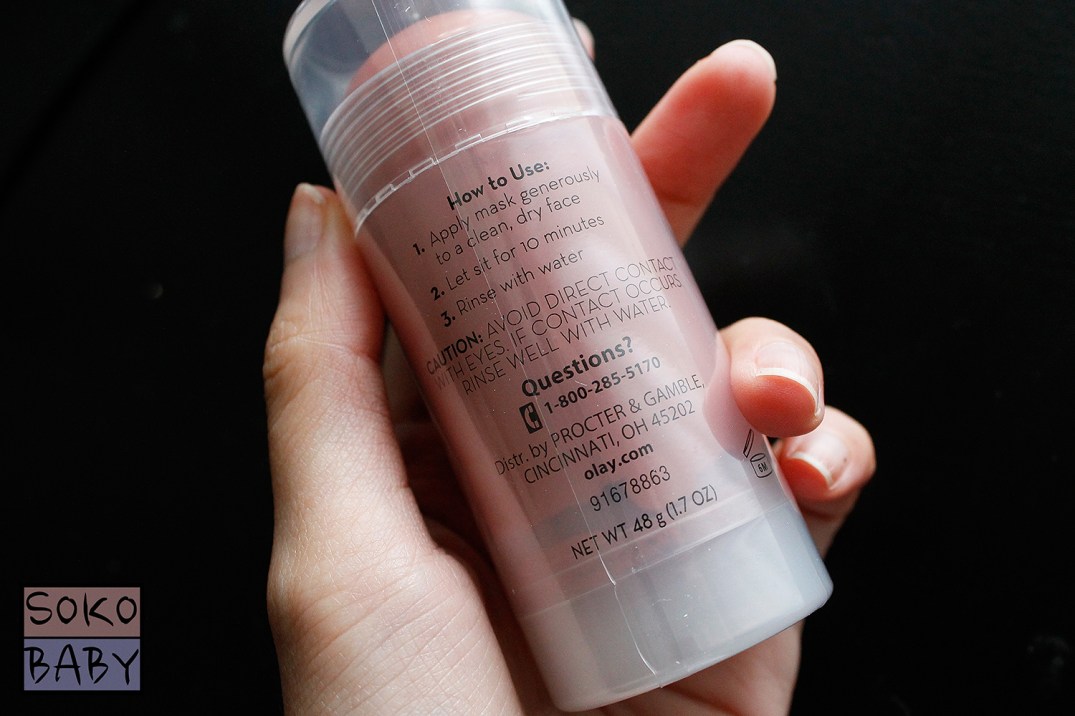 How to Use:
1. Apply mask generously
to a clean, dry face
2. Let sit for 10 minutes
3. Rinse with water
CAUTION: AVOID DIRECT CONTACT
WITH EYES. IF CONTACT OCCURS,
RINSE WELL WITH WATER.
Questions?
1-800-285-5170
Distr. by PROCTER & GAMBLE,
CINCINNATI, OH 45202
olay.com
91678863
NET WT 48 g (1.7 OZ)
6M
SOKO
BABY